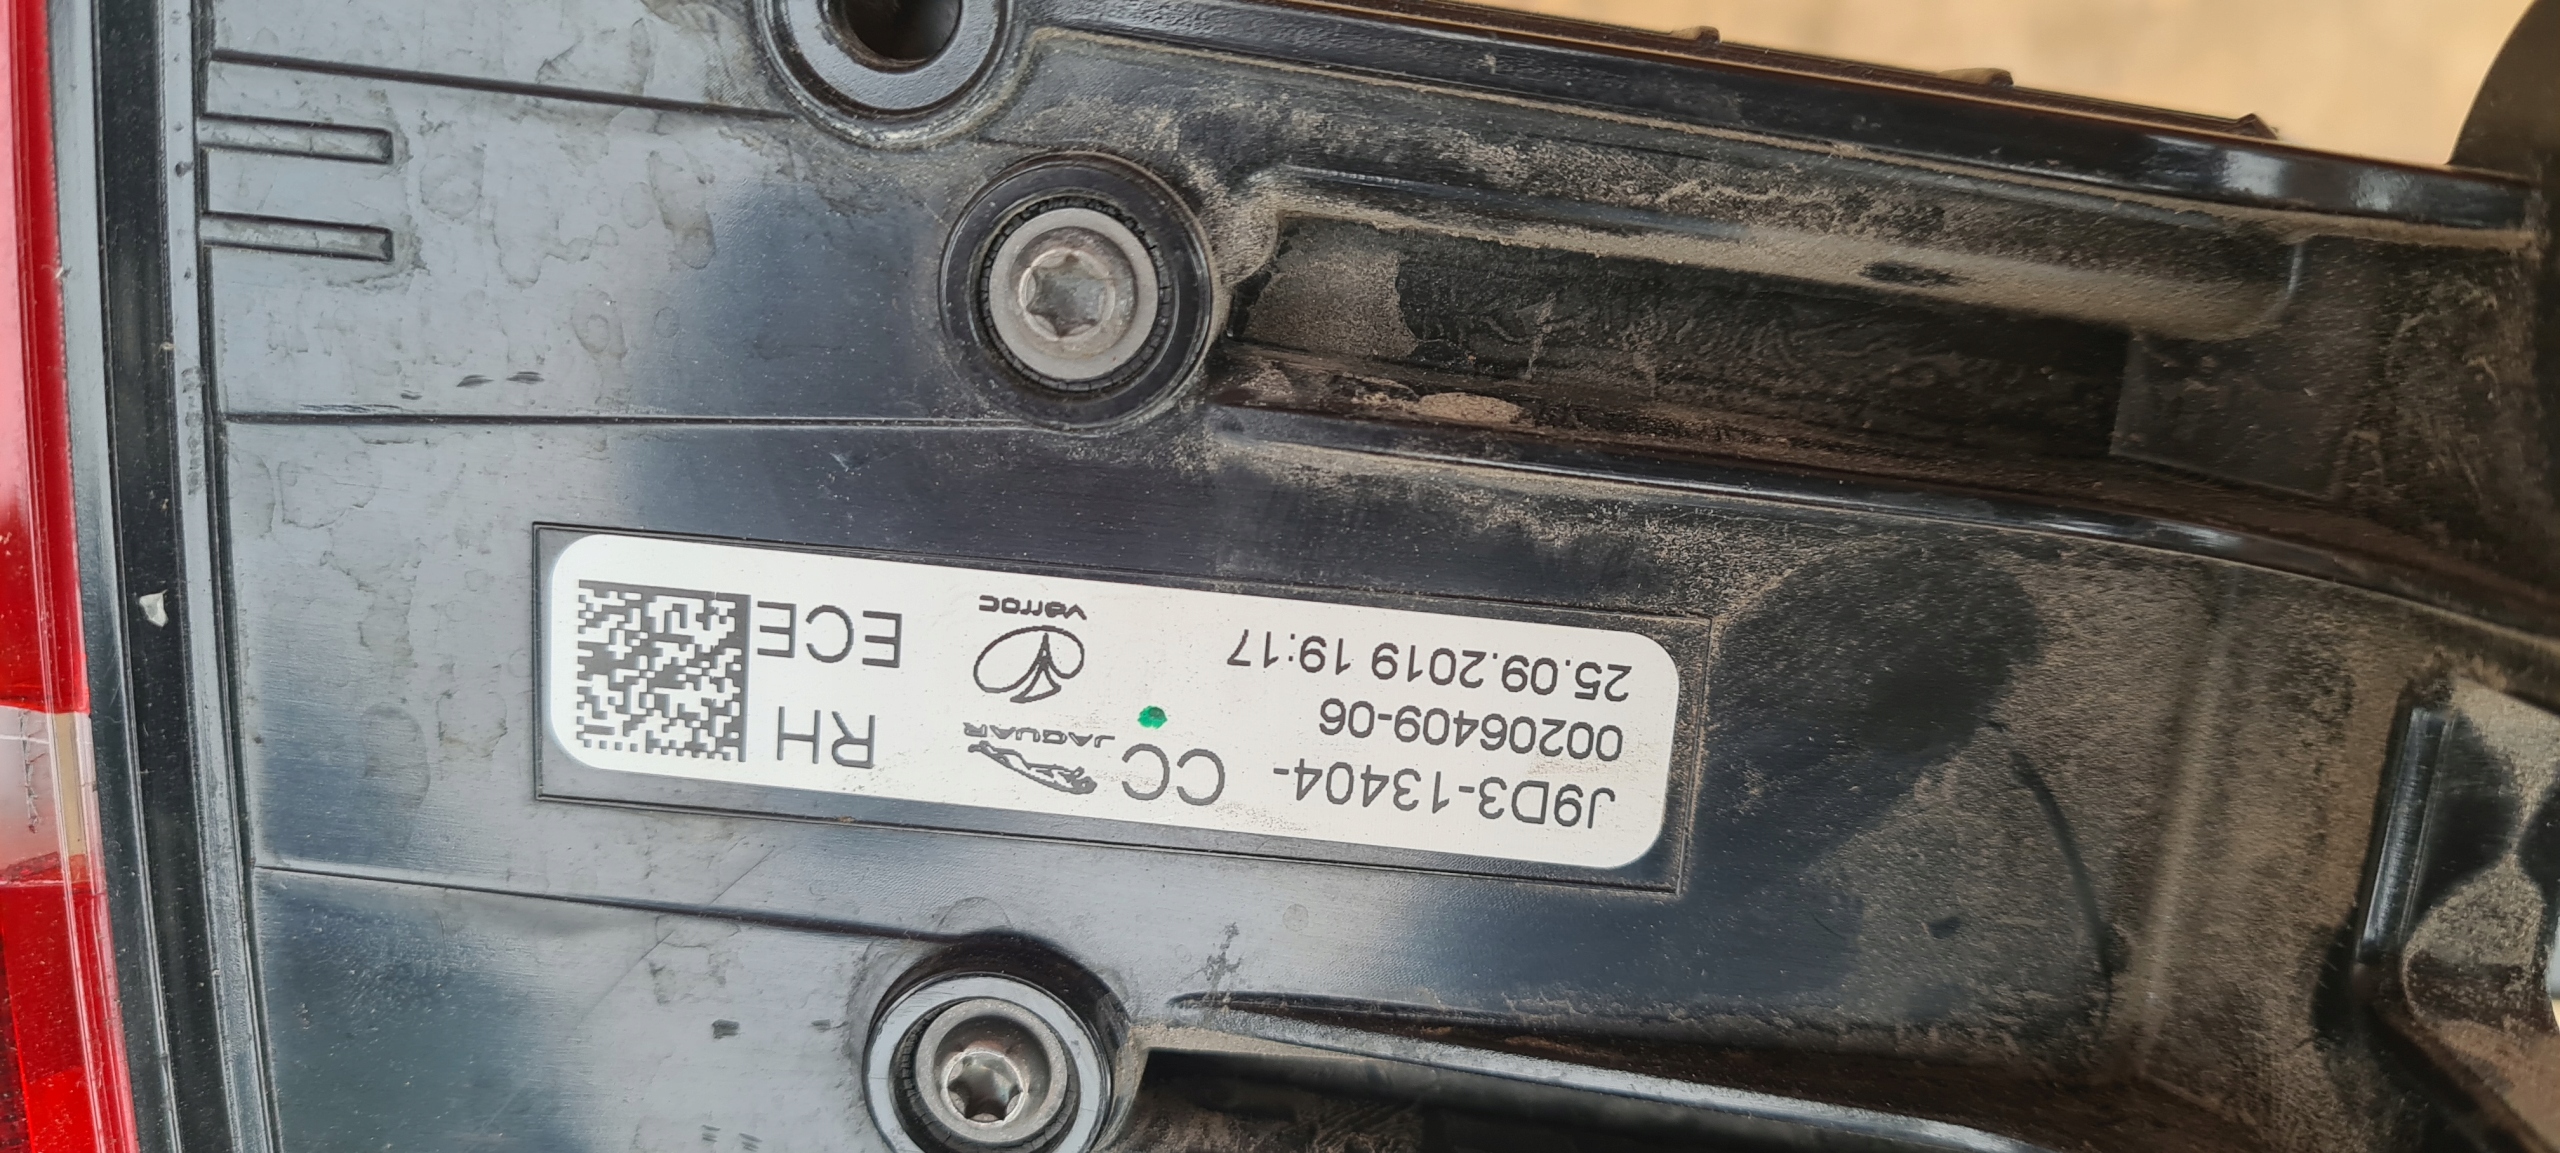 J9D3-13404-
CC
00206409-06
25.09.2019 19:17
JAGUAR
varroc
RH
ECE